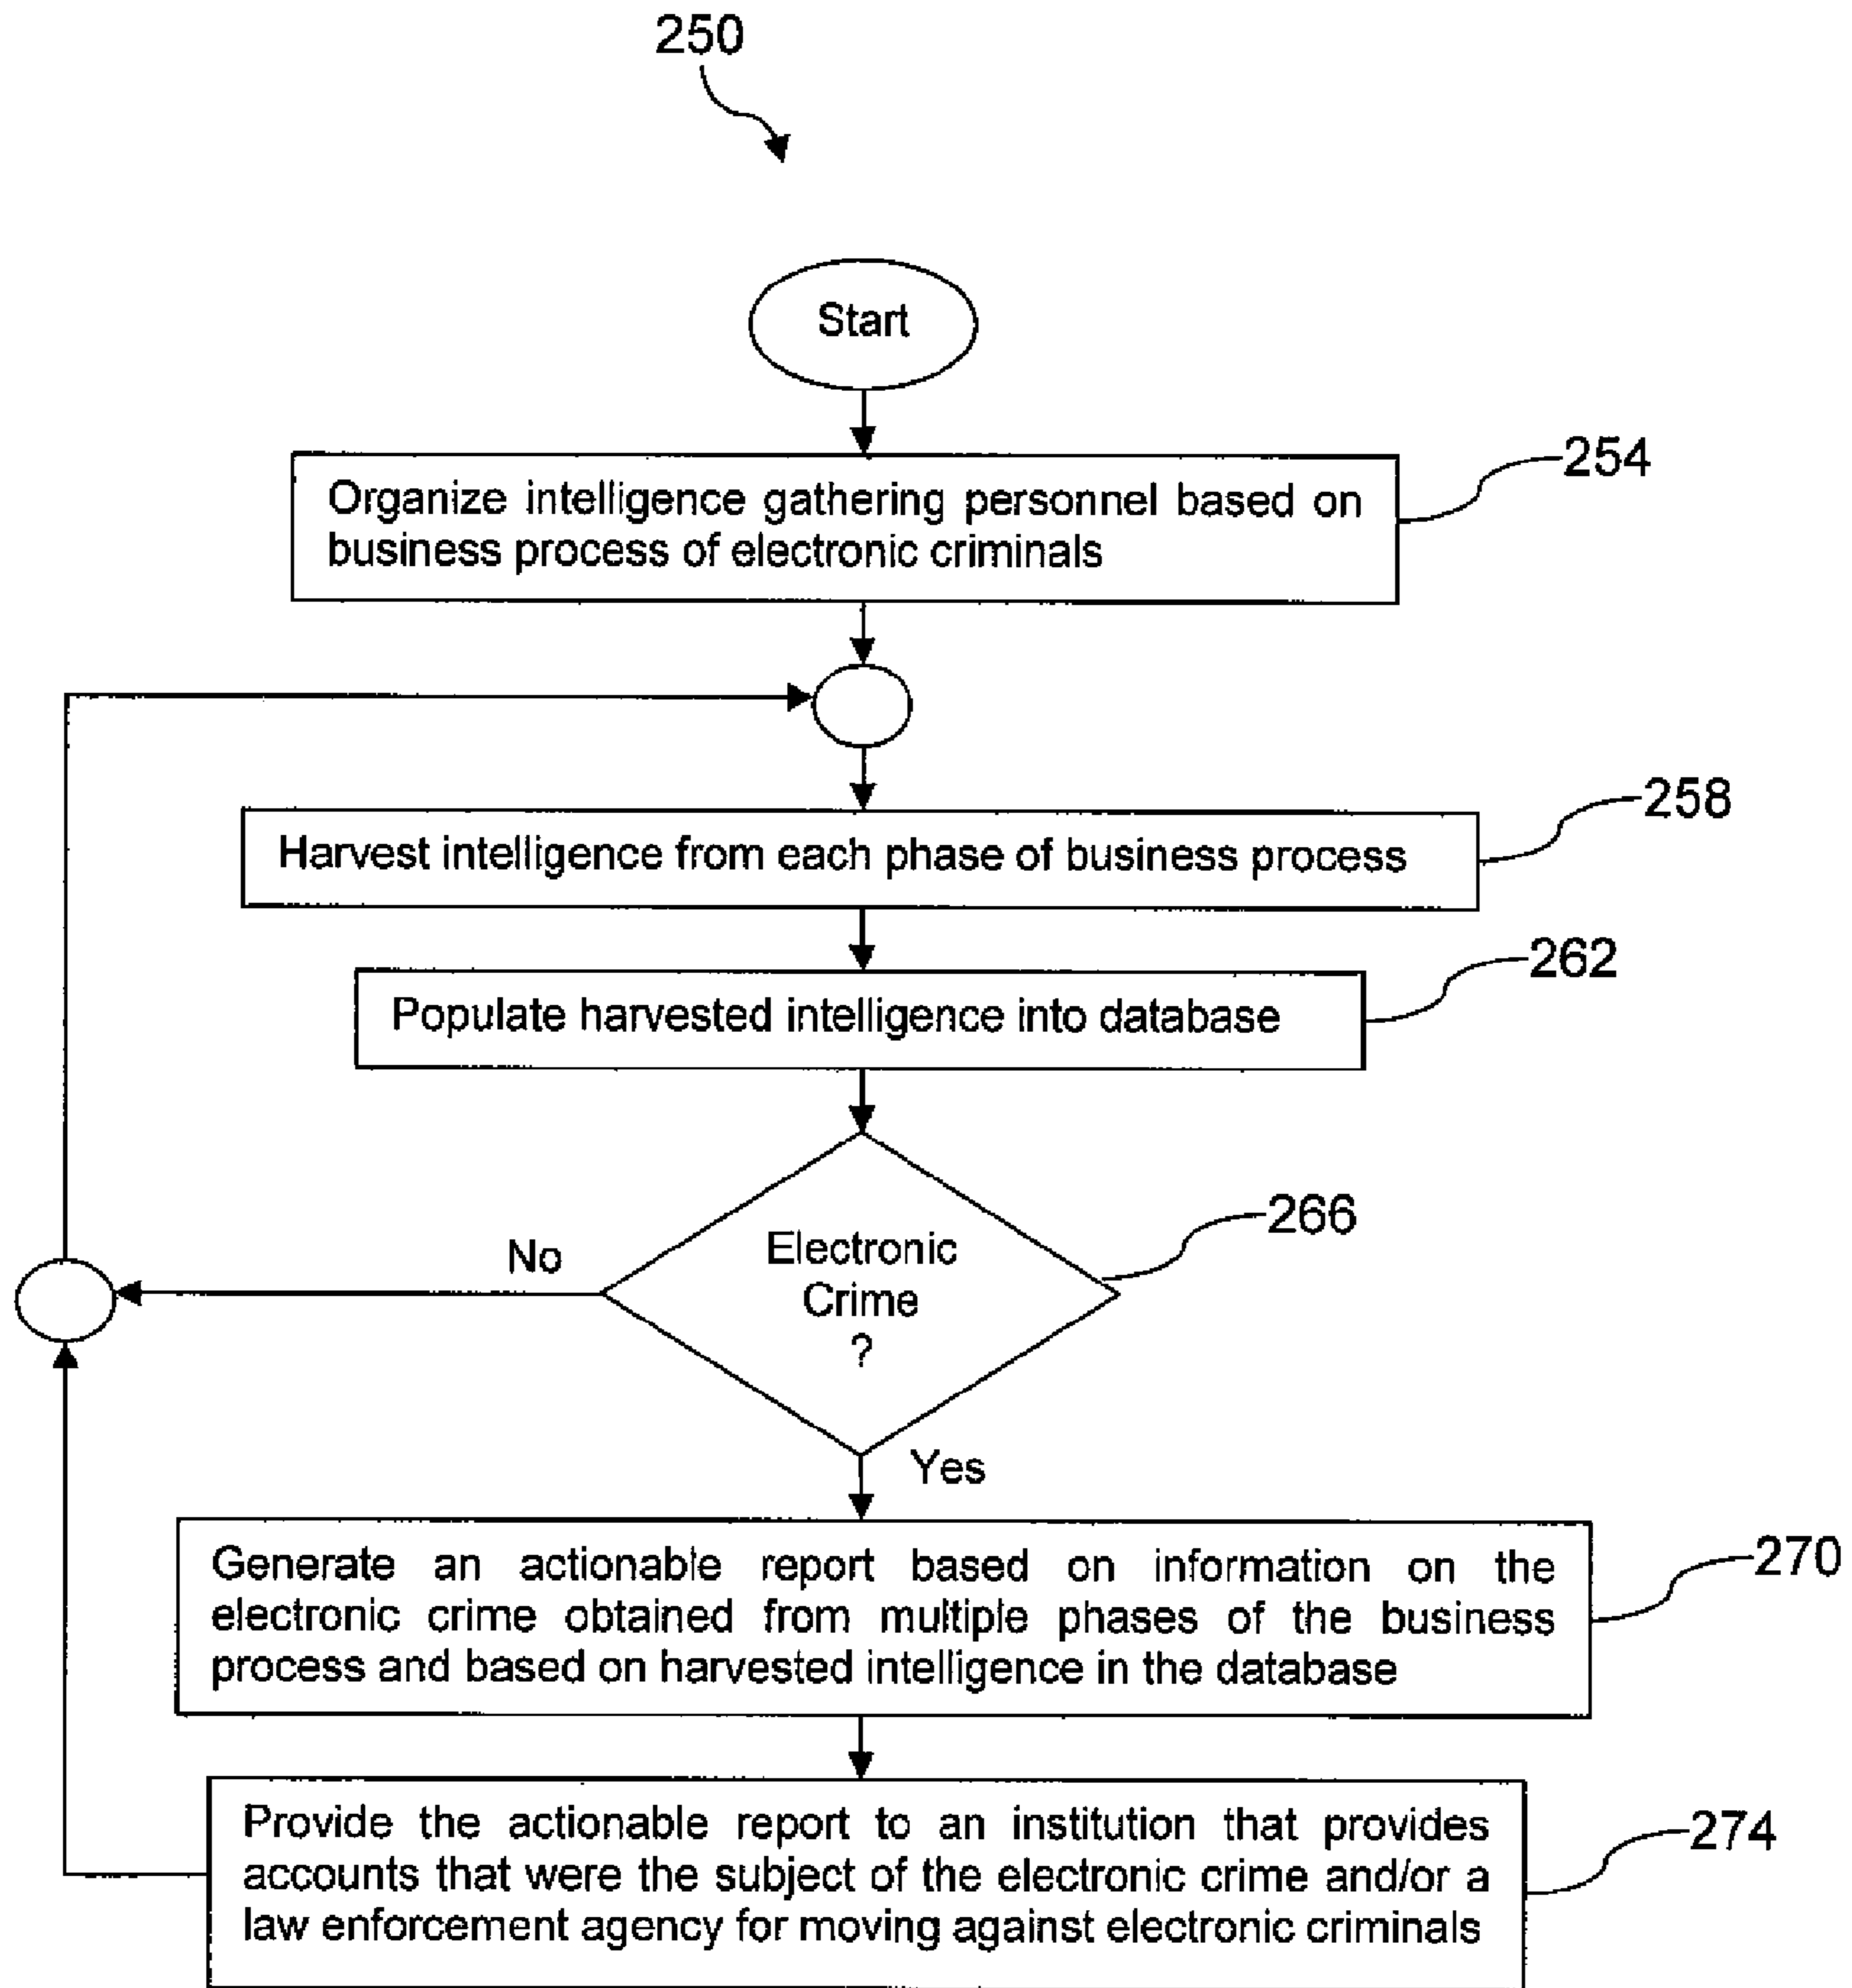 250
Start
254
Organize intelligence gathering personnel based on
business process of electronic criminals
258
Harvest intelligence from each phase of business process
262
Populate harvested intelligence into database
266
No
Electronic
Crime
?
Yes
270
Generate an actionable report based on information on the
electronic crime obtained from multiple phases of the business
process and based on harvested intelligence in the database
274
Provide the actionable report to an institution that provides
accounts that were the subject of the electronic crime and/or a
law enforcement agency for moving against electronic criminals